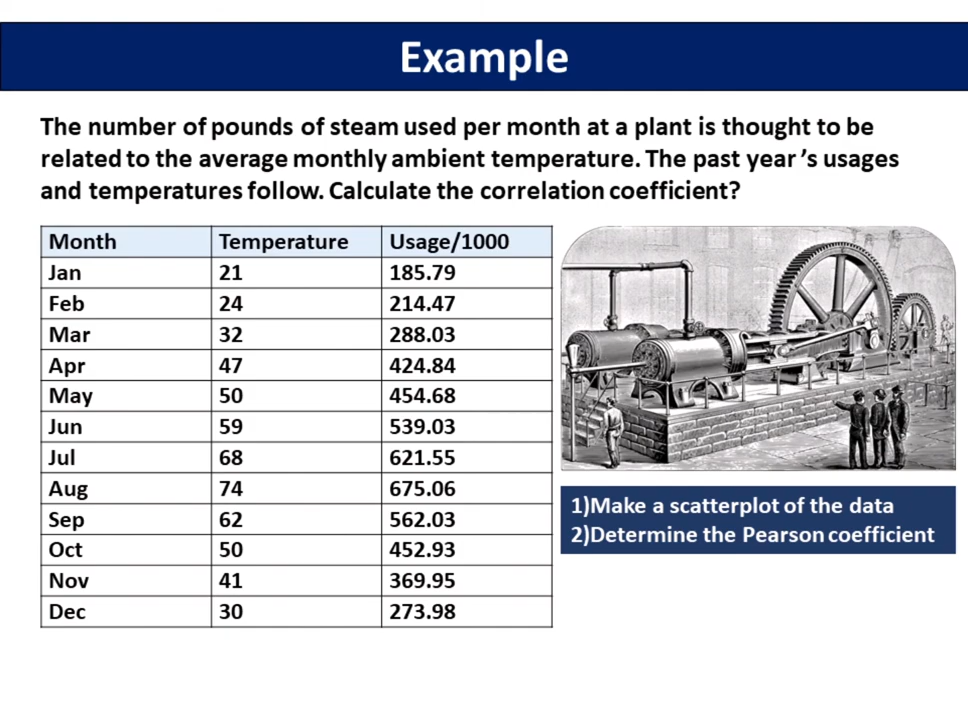 Example
The number of pounds of steam used per month at a plant is thought to be
related to the average monthly ambient temperature. The past year 's usages
and temperatures follow. Calculate the correlation coefficient?
Month Temperature Usage/1000
Jan 21 185.79
Feb 24 214.47
Mar 32 288.03
Apr 47 424.84
May 50 454.68
Jun 59 539.03
Jul 68 621.55
Aug 74 675.06
Sep 62 562.03
Oct 50 452.93
Nov 41 369.95
Dec 30 273.98
1)Make a scatterplot of the data
2)Determine the Pearson coefficient